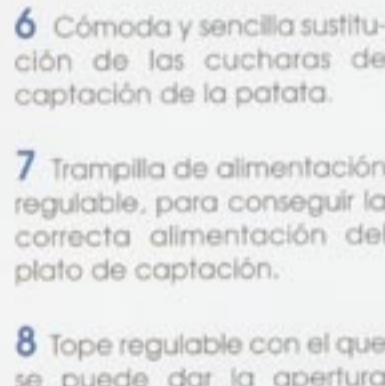 6 Cómoda y sencilla sustitu-
ción de las cucharas de
captación de la patata.
7 Trampilla de alimentación
regulable, para conseguir la
correcta alimentación del
plato de captación.
8 Tope regulable con el que
se puede dar la apertura